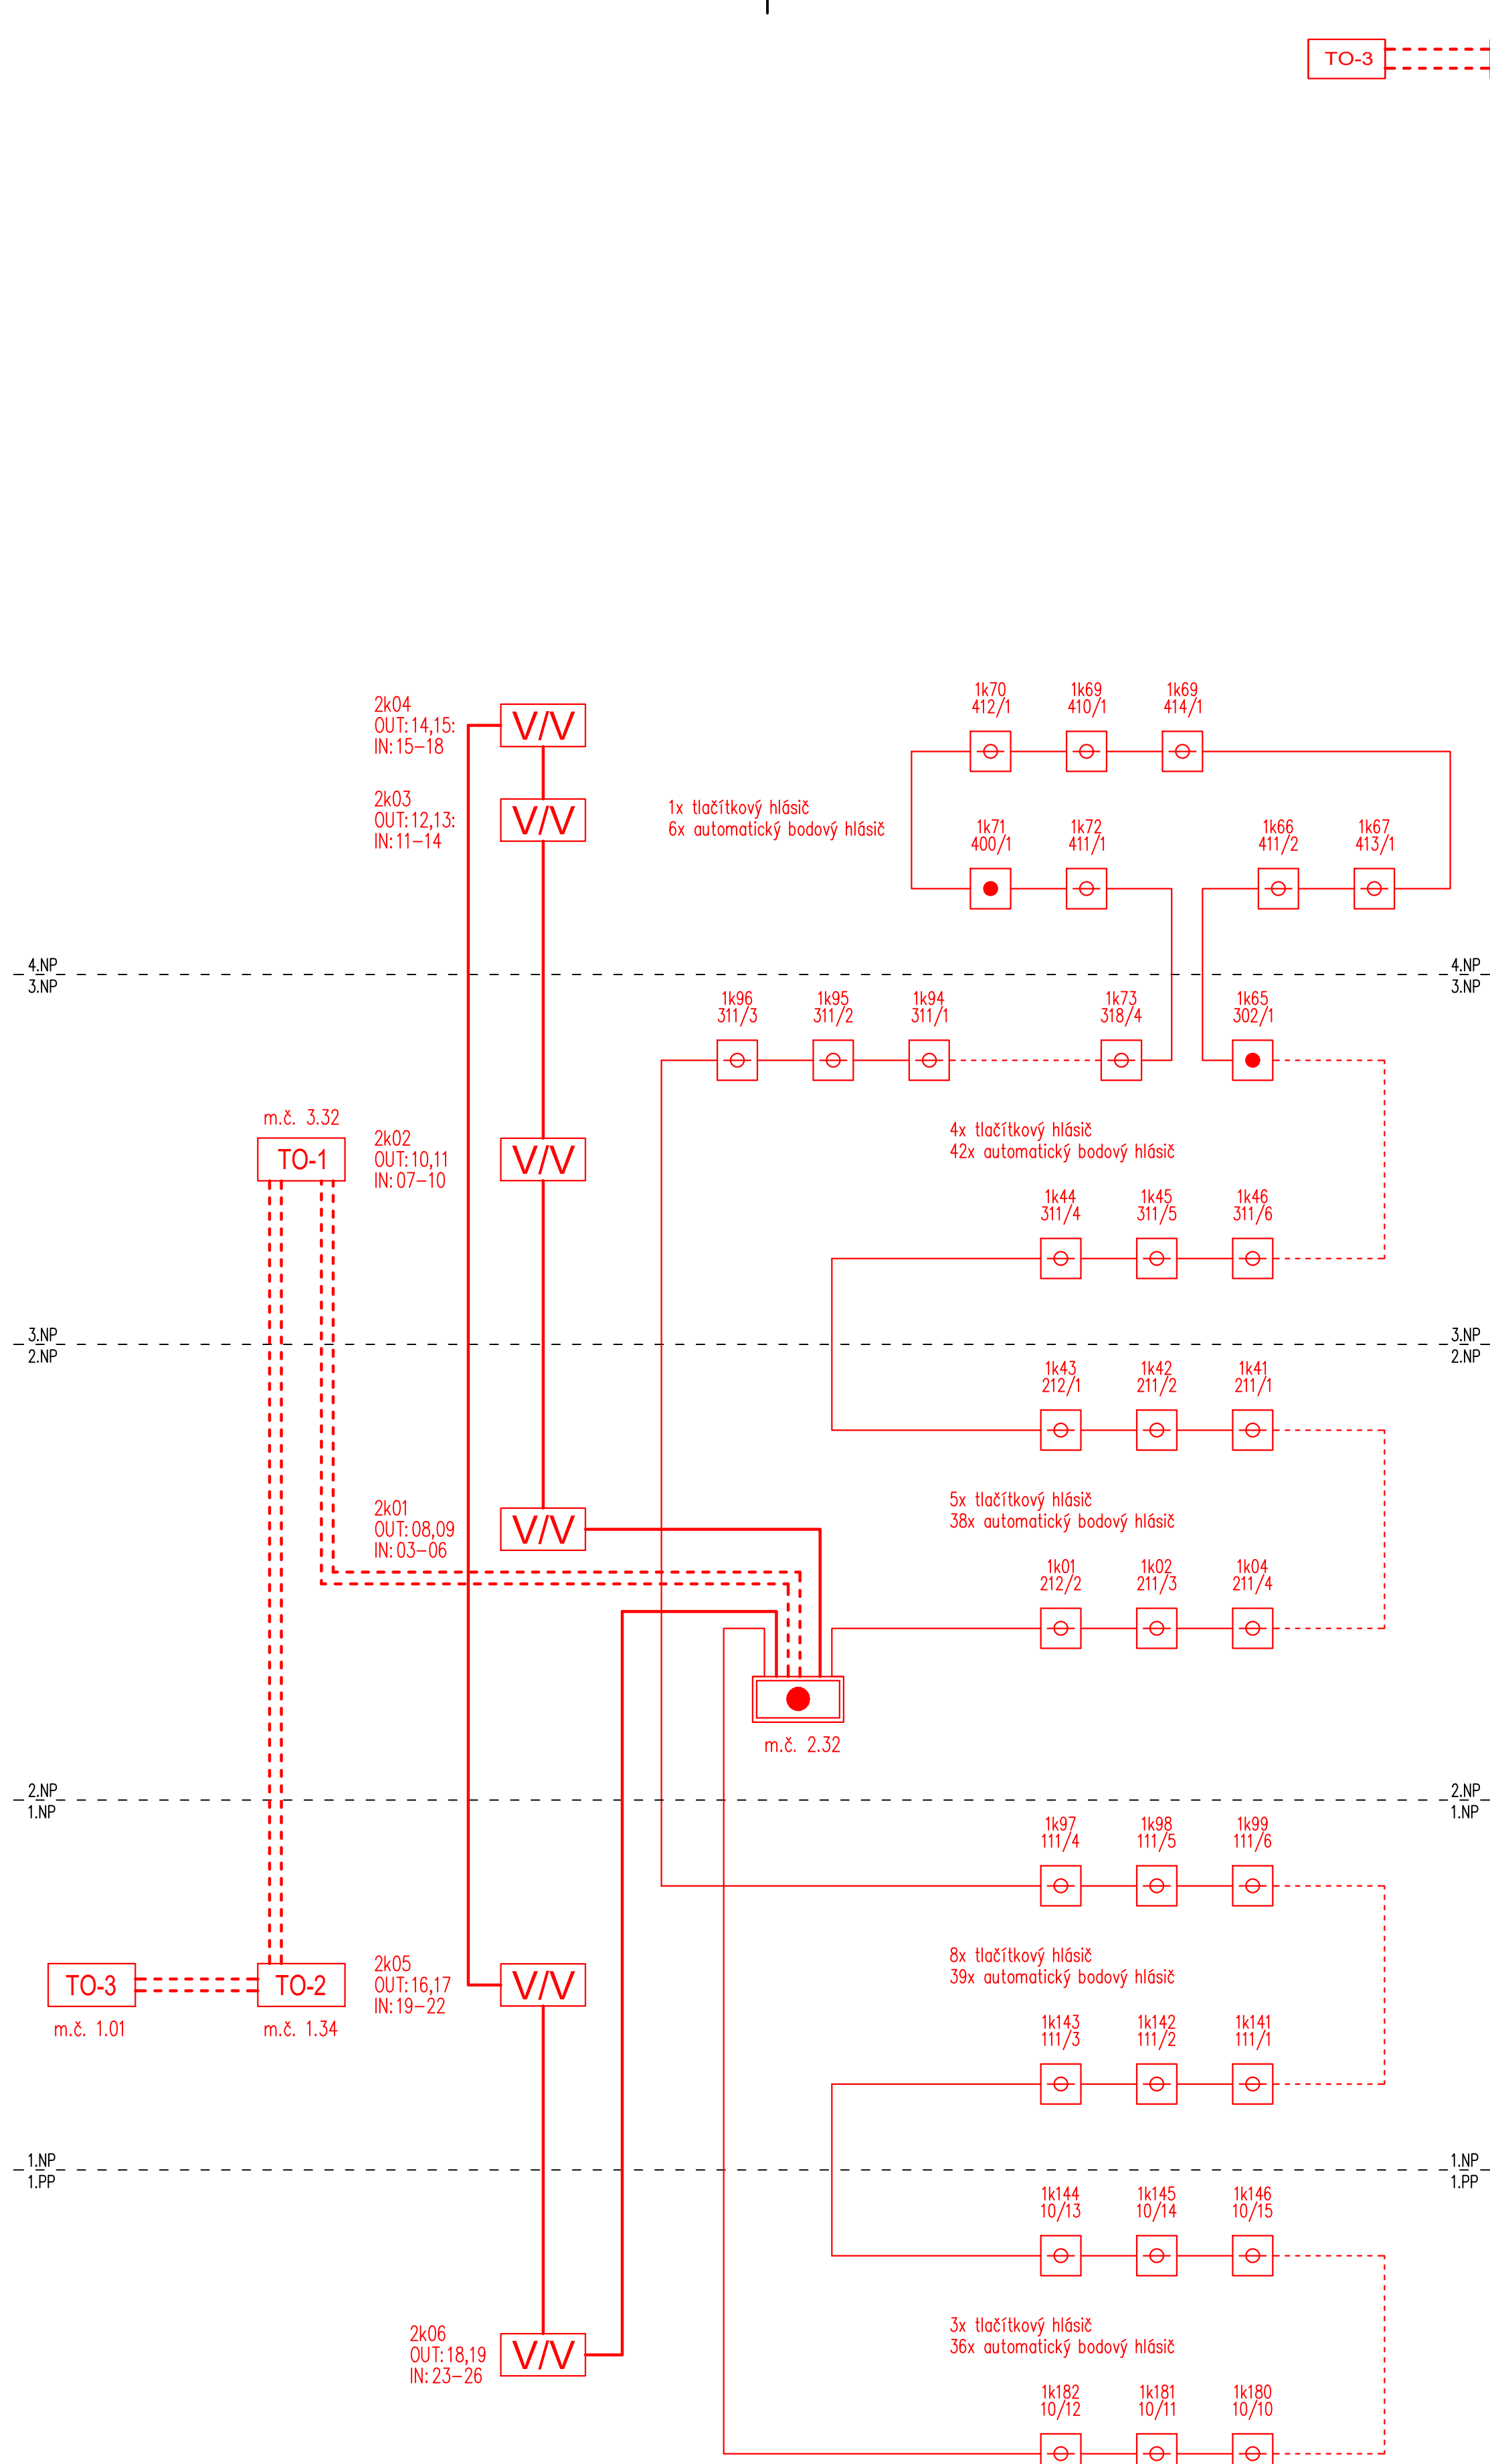 TO-3
1k70
412/1
1k69
410/1
1k69
414/1
2k04
OUT: 14,15:
IN: 15-18
V/V
2k03
OUT: 12,13:
IN: 11-14
V/V
1x tlačítkový hlásič
6x automatický bodový hlásič
1k71
400/1
1k72
411/1
1k66
411/2
1k67
413/1
4.NP
3.NP
4.NP
3.NP
1k96
311/3
1k95
311/2
1k94
311/1
1k73
318/4
1k65
302/1
m.č. 3.32
TO-1
2k02
OUT: 10,11
IN: 07-10
V/V
4x tlačítkový hlásič
42x automatický bodový hlásič
1k44
311/4
1k45
311/5
1k46
311/6
3.NP
2.NP
3.NP
2.NP
1k43
212/1
1k42
211/2
1k41
211/1
2k01
OUT: 08,09
IN: 03-06
V/V
5x tlačítkový hlásič
38x automatický bodový hlásič
1k01
212/2
1k02
211/3
1k04
211/4
m.č. 2.32
2.NP
1.NP
2.NP
1.NP
1k97
111/4
1k98
111/5
1k99
111/6
TO-3
m.č. 1.01
TO-2
m.č. 1.34
2k05
OUT: 16,17
IN: 19-22
V/V
8x tlačítkový hlásič
39x automatický bodový hlásič
1k143
111/3
1k142
111/2
1k141
111/1
1.NP
1.PP
1.NP
1.PP
1k144
10/13
1k145
10/14
1k146
10/15
2k06
OUT: 18,19
IN: 23-26
V/V
3x tlačítkový hlásič
36x automatický bodový hlásič
1k182
10/12
1k181
10/11
1k180
10/10